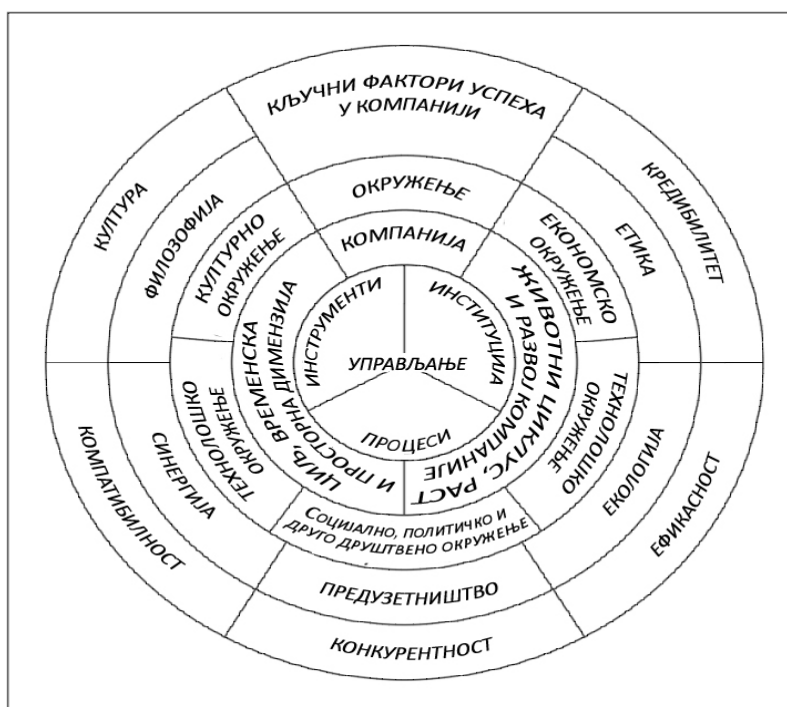 КЉУЧНИ ФАКТОРИ УСПЕХА
У КОМПАНИЈИ
КУЛТУРА
КРЕДИБИЛИТЕТ
ФИЛОЗОФИЈА
ЕТИКА
ОКРУЖЕЊЕ
КУЛТУРНО
ОКРУЖЕЊЕ
ЕКОНОМСКО
ОКРУЖЕЊЕ
КОМПАНИЈА
ЦИЉ, ВРЕМЕНСКА
И ПРОСТОРНА ДИМЕНЗИЈА
ЖИВОТНИ ЦИКЛУС, РАСТ
И РАЗВОЈ КОМПАНИЈЕ
ИНСТРУМЕНТИ
ИНСТИТУЦИЈА
УПРАВЉАЊЕ
ПРОЦЕСИ
ТЕХНОЛОШКО
ОКРУЖЕЊЕ
ТЕХНОЛОШКО
ОКРУЖЕЊЕ
СОЦИЈАЛНО, ПОЛИТИЧКО И
ДРУГО ДРУШТВЕНО ОКРУЖЕЊЕ
СИНЕРГИЈА
ЕКОЛОГИЈА
КОМПАТИБИЛНОСТ
ЕФИКАСНОСТ
ПРЕДУЗЕТНИШТВО
КОНКУРЕНТНОСТ